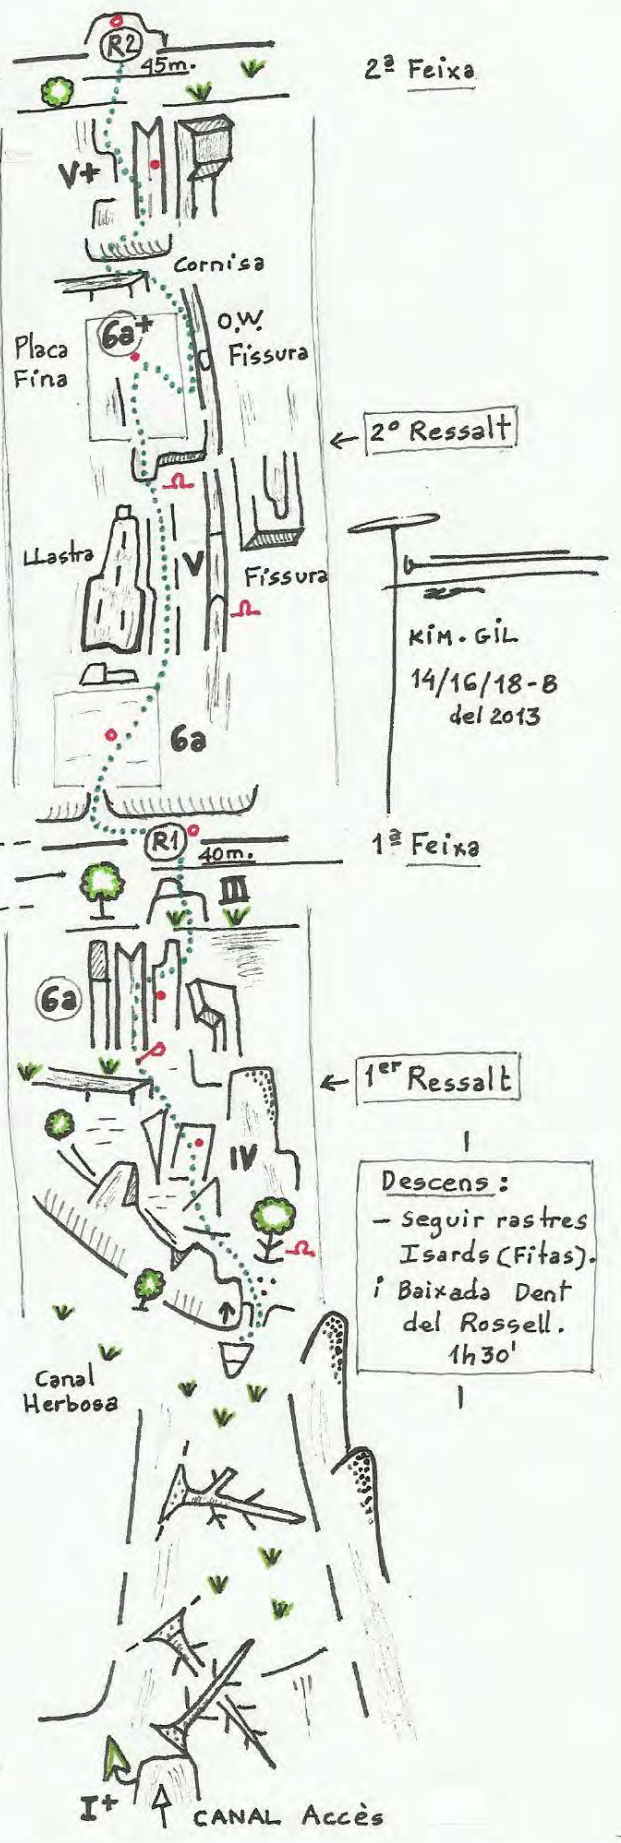 R2
45m.
2ª Feixa
V+
Cornisa
6a+
O.W.
Placa
Fina
Fissura
2º Ressalt
LLastra
V
Fissura
KiM. GiL
14/16/18-8
del 2013
6a
R1
40m.
1ª Feixa
III
6a
1er Ressalt
IV
Descens:
- Seguir rastres
Isards (Fitas).
i Baixada Dent
del Rossell.
1h30'
Canal
Herbosa
I+
CANAL Accès